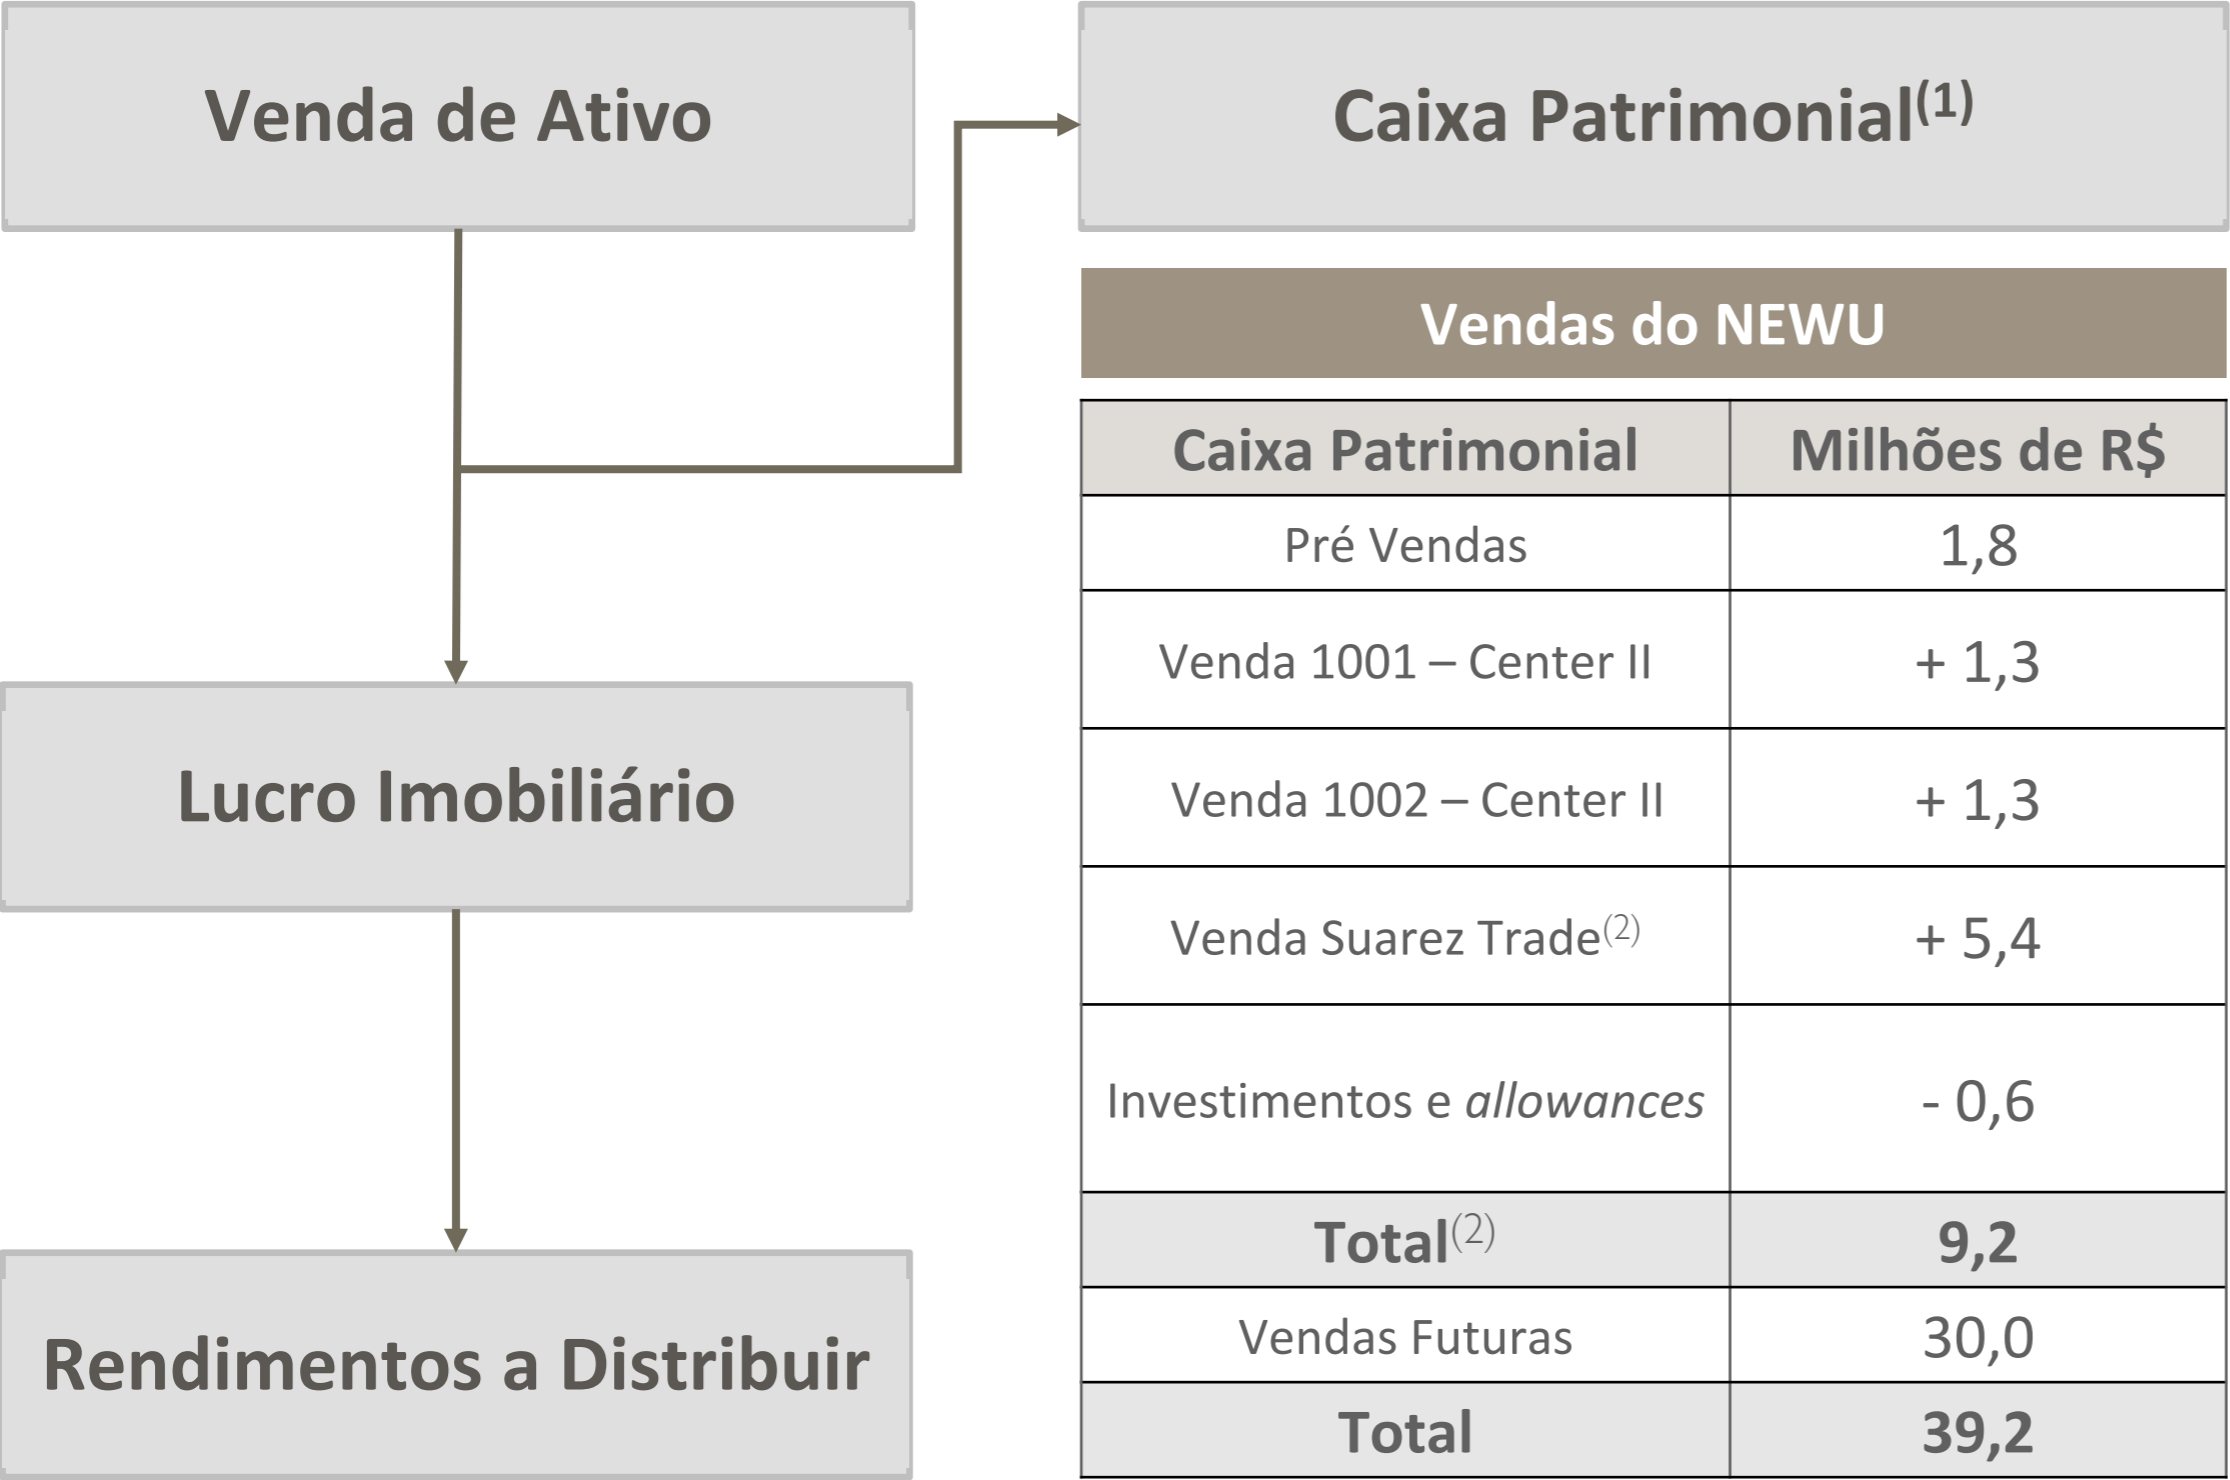 Venda de Ativo
Caixa Patrimonial(1)
Lucro Imobiliário
Rendimentos a Distribuir
Vendas do NEWU
Caixa Patrimonial Milhões de R$
Pré Vendas 1,8
Venda 1001 – Center II + 1,3
Venda 1002 – Center II + 1,3
Venda Suarez Trade(2) + 5,4
Investimentos e allowances - 0,6
Total(2) 9,2
Vendas Futuras 30,0
Total 39,2